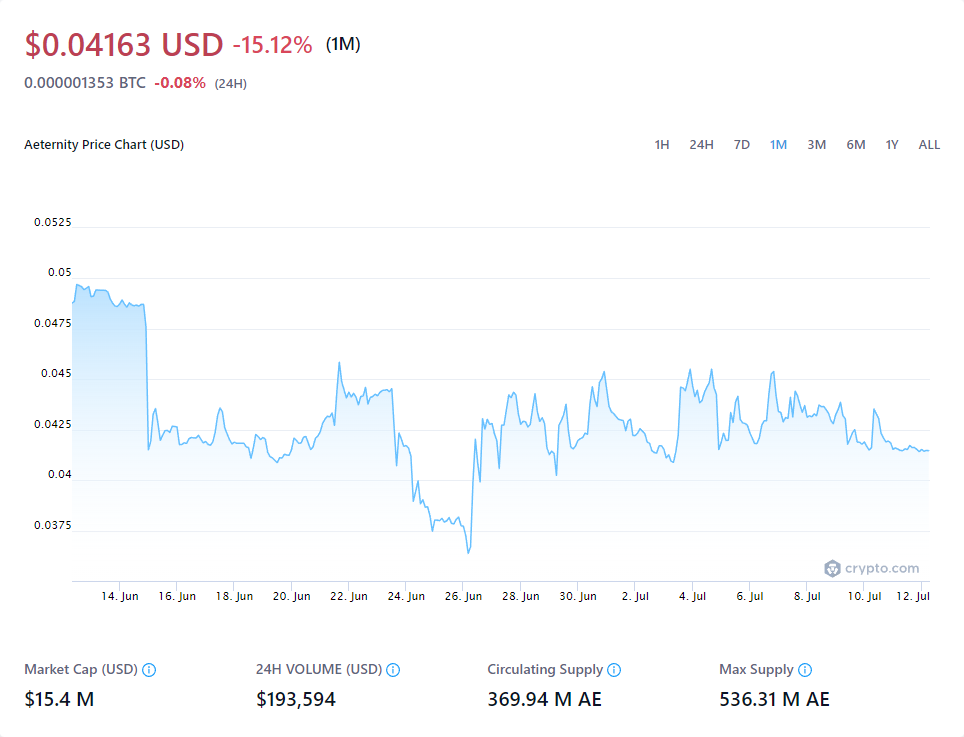 $0.04163 USD -15.12% (1M)
0.000001353 BTC -0.08% (24H)
Aeternity Price Chart (USD) 1H 24H 7D 1M 3M 6M 1Y ALL
0.0525
0.05
0.0475
0.045
0.0425
0.04
0.0375
crypto.com
14. Jun 16. Jun 18. Jun 20. Jun 22. Jun 24. Jun 26. Jun 28. Jun 30. Jun 2. Jul 4. Jul 6. Jul 8. Jul 10. Jul 12. Jul
Market Cap (USD) 24H VOLUME (USD) Circulating Supply Max Supply
$15.4 M $193,594 369.94 M AE 536.31 M AE